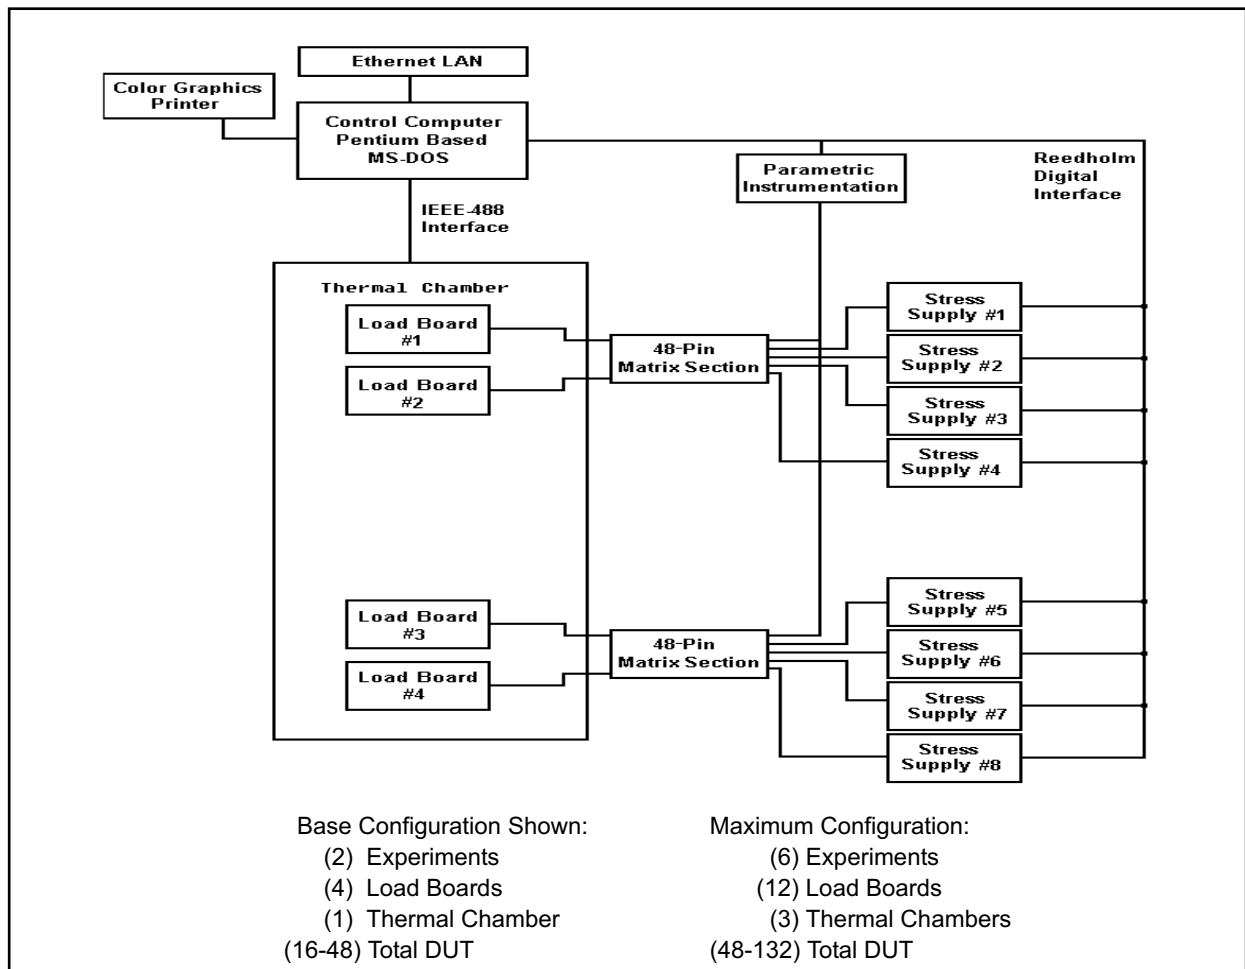 Ethernet LAN
Color Graphics
Printer
Control Computer
Pentium Based
MS-DOS
Parametric
Instrumentation
Reedholm
Digital
Interface
IEEE-488
Interface
Thermal Chamber
Load Board
#1
Load Board
#2
48-Pin
Matrix Section
Stress
Supply #1
Stress
Supply #2
Stress
Supply #3
Stress
Supply #4
Load Board
#3
Load Board
#4
48-Pin
Matrix Section
Stress
Supply #5
Stress
Supply #6
Stress
Supply #7
Stress
Supply #8
Base Configuration Shown:
(2) Experiments
(4) Load Boards
(1) Thermal Chamber
(16-48) Total DUT
Maximum Configuration:
(6) Experiments
(12) Load Boards
(3) Thermal Chambers
(48-132) Total DUT